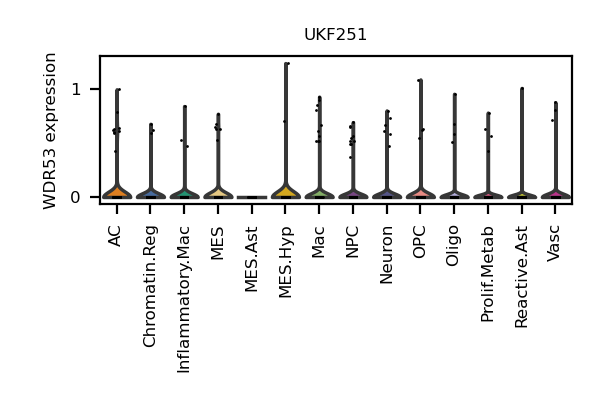 UKF251
WDR53 expression
1
0
AC
Chromatin.Reg
Inflammatory.Mac
MES
MES.Ast
MES.Hyp
Mac
NPC
Neuron
OPC
Oligo
Prolif.Metab
Reactive.Ast
Vasc